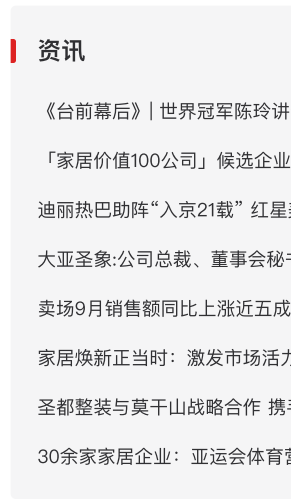 资讯
《台前幕后》| 世界冠军陈玲讲
「家居价值100公司」候选企业
迪丽热巴助阵“入京21载” 红星
大亚圣象:公司总裁、董事会秘
卖场9月销售额同比上涨近五成
家居焕新正当时：激发市场活
圣都整装与莫干山战略合作 携
30余家家居企业：亚运会体育